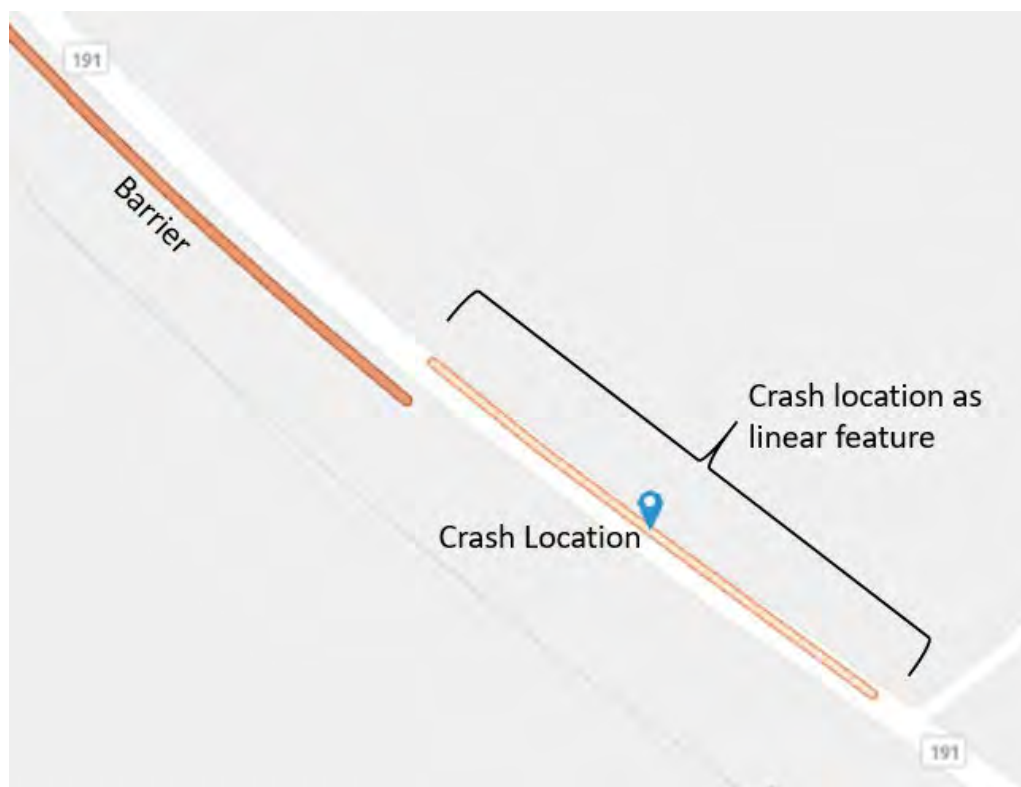 191
Barrier
Crash location as
linear feature
Crash Location
191